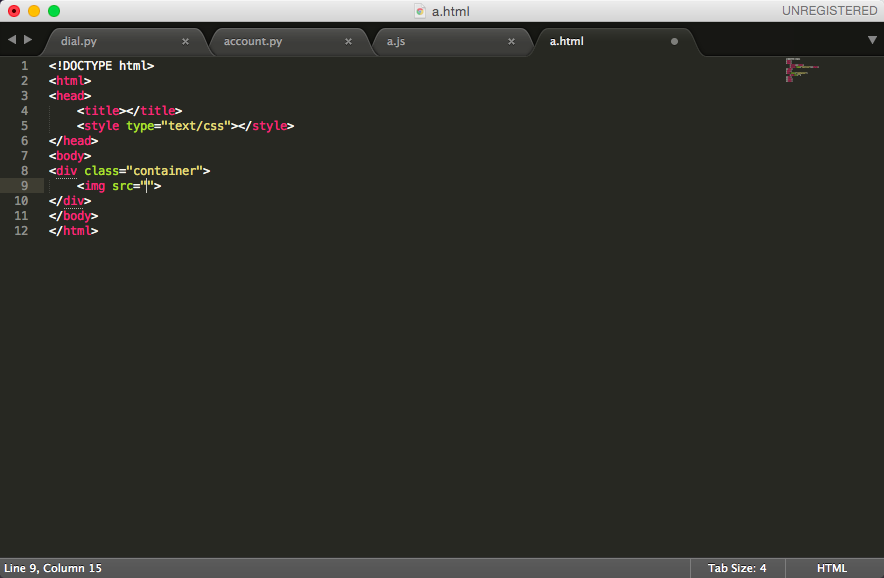 a.html
UNREGISTERED
dial.py × account.py × a.js × a.html
1 <!DOCTYPE html>
2 <html>
3 <head>
4     <title></title>
5     <style type="text/css"></style>
6 </head>
7 <body>
8 <div class="container">
9     <img src="">
10 </div>
11 </body>
12 </html>
Line 9, Column 15
Tab Size: 4
HTML